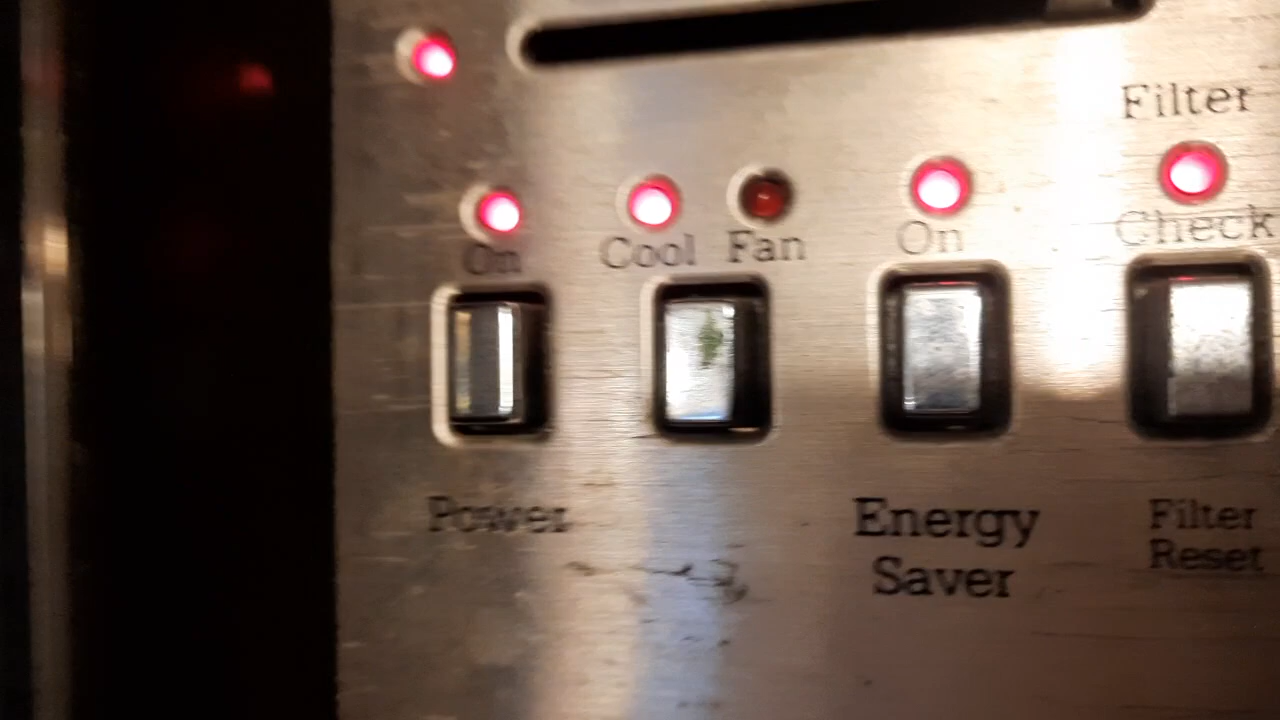 Filter
On
Cool Fan
On
Check
Power
Energy
Saver
Filter
Reset